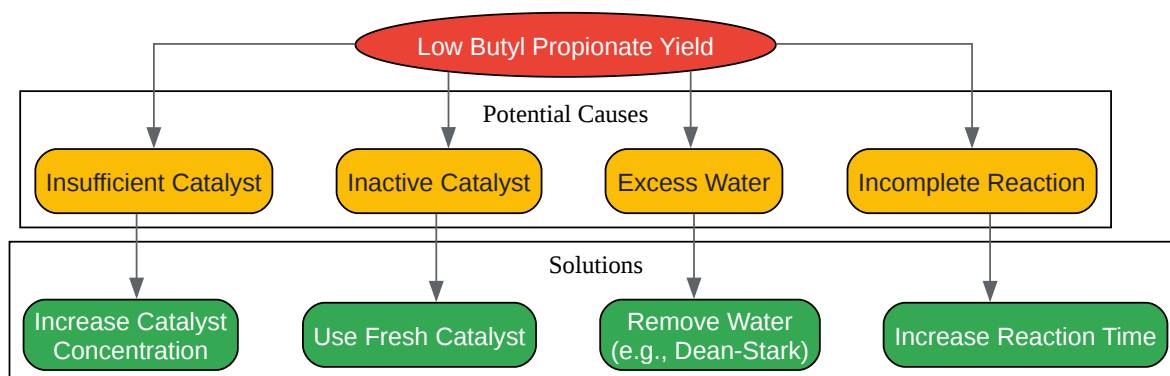 Low Butyl Propionate Yield
Potential Causes
Insufficient Catalyst
Inactive Catalyst
Excess Water
Incomplete Reaction
Solutions
Increase Catalyst
Concentration
Use Fresh Catalyst
Remove Water
(e.g., Dean-Stark)
Increase Reaction Time